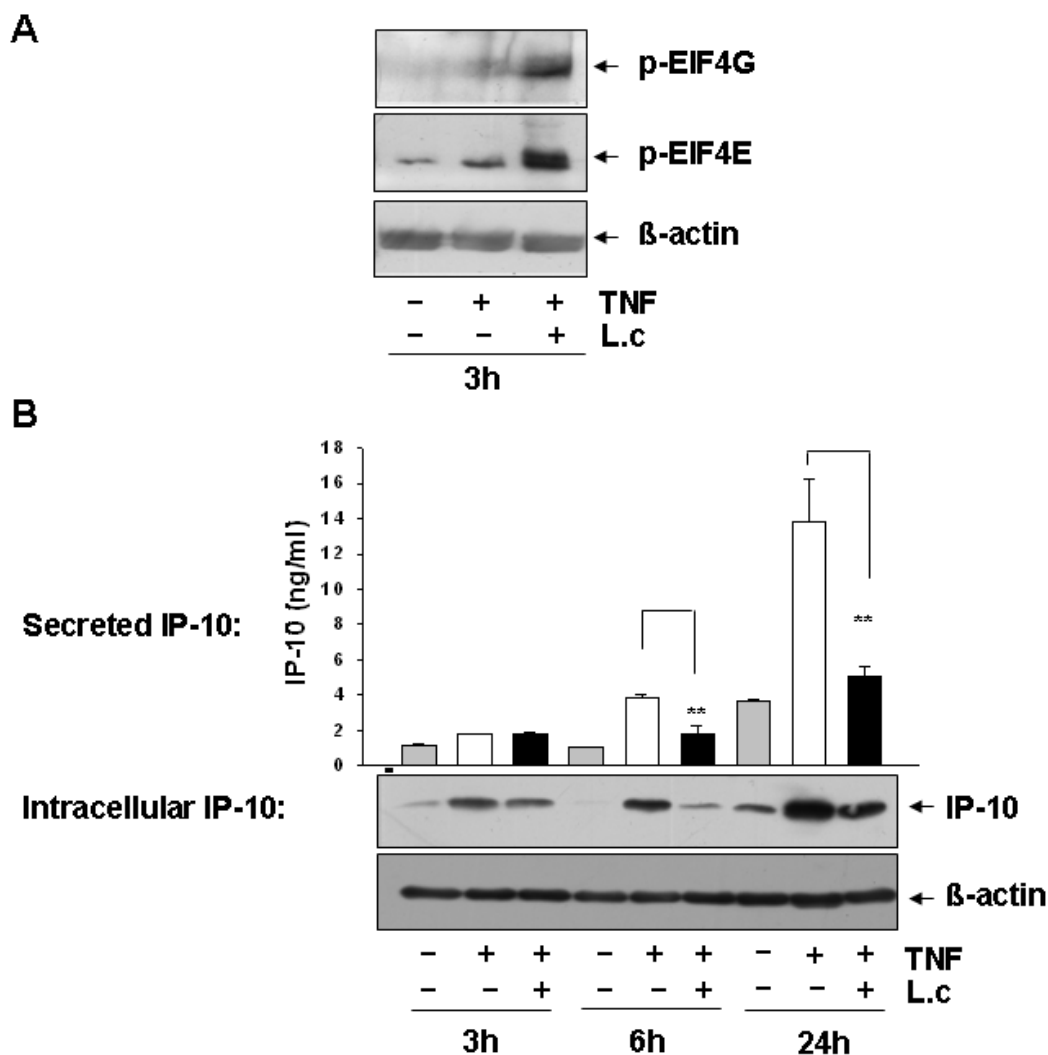 A
p-EIF4G
p-EIF4E
ß-actin
− + + TNF
− − + L.c
3h
B
18
16
14
12
10
8
6
4
2
0
IP-10 (ng/ml)
**
**
Secreted IP-10:
Intracellular IP-10:
IP-10
ß-actin
− + + − + + − + + TNF
− − + − − + − − + L.c
3h 6h 24h